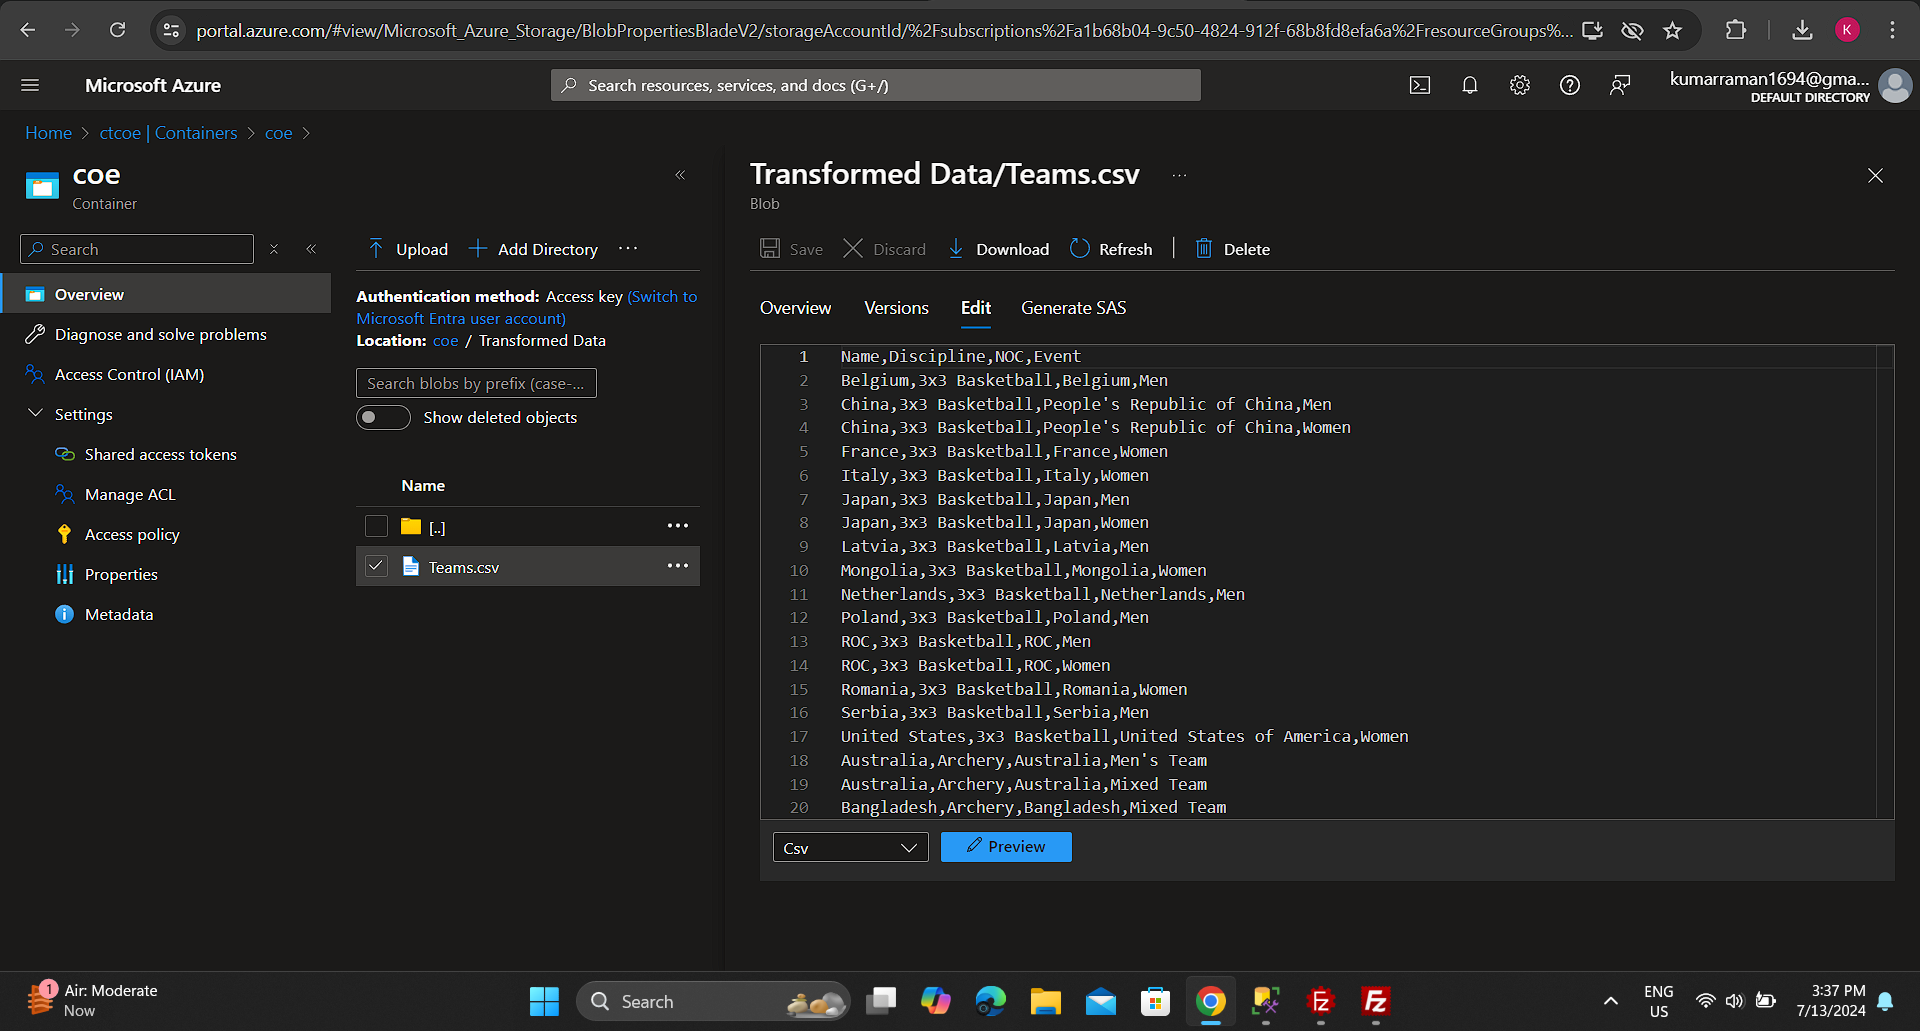 portal.azure.com/#view/Microsoft_Azure_Storage/BlobPropertiesBladeV2/storageAccountId/%2Fsubscriptions%2Fa1b68b04-9c50-4824-912f-68b8fd8efa6a%2FresourceGroups%...
K
Microsoft Azure
Search resources, services, and docs (G+/)
kumarraman1694@gma...
DEFAULT DIRECTORY
Home > ctcoe | Containers > coe >
coe
Container
Search
Overview
Diagnose and solve problems
Access Control (IAM)
Settings
Shared access tokens
Manage ACL
Access policy
Properties
Metadata
Upload Add Directory ...
Authentication method: Access key (Switch to
Microsoft Entra user account)
Location: coe / Transformed Data
Search blobs by prefix (case-...
Show deleted objects
Name
[..]
Teams.csv
Transformed Data/Teams.csv ...
Blob
Save Discard Download Refresh | Delete
Overview Versions Edit Generate SAS
1 Name,Discipline,NOC,Event
2 Belgium,3x3 Basketball,Belgium,Men
3 China,3x3 Basketball,People's Republic of China,Men
4 China,3x3 Basketball,People's Republic of China,Women
5 France,3x3 Basketball,France,Women
6 Italy,3x3 Basketball,Italy,Women
7 Japan,3x3 Basketball,Japan,Men
8 Japan,3x3 Basketball,Japan,Women
9 Latvia,3x3 Basketball,Latvia,Men
10 Mongolia,3x3 Basketball,Mongolia,Women
11 Netherlands,3x3 Basketball,Netherlands,Men
12 Poland,3x3 Basketball,Poland,Men
13 ROC,3x3 Basketball,ROC,Men
14 ROC,3x3 Basketball,ROC,Women
15 Romania,3x3 Basketball,Romania,Women
16 Serbia,3x3 Basketball,Serbia,Men
17 United States,3x3 Basketball,United States of America,Women
18 Australia,Archery,Australia,Men's Team
19 Australia,Archery,Australia,Mixed Team
20 Bangladesh,Archery,Bangladesh,Mixed Team
Csv
Preview
1
Air: Moderate
Now
Search
Fz
Fz
ENG
US
3:37 PM
7/13/2024